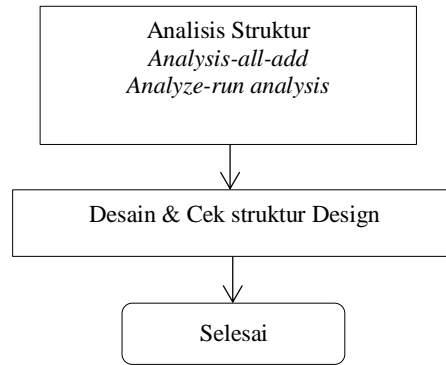 Analisis Struktur
Analysis-all-add
Analyze-run analysis
Desain & Cek struktur Design
Selesai